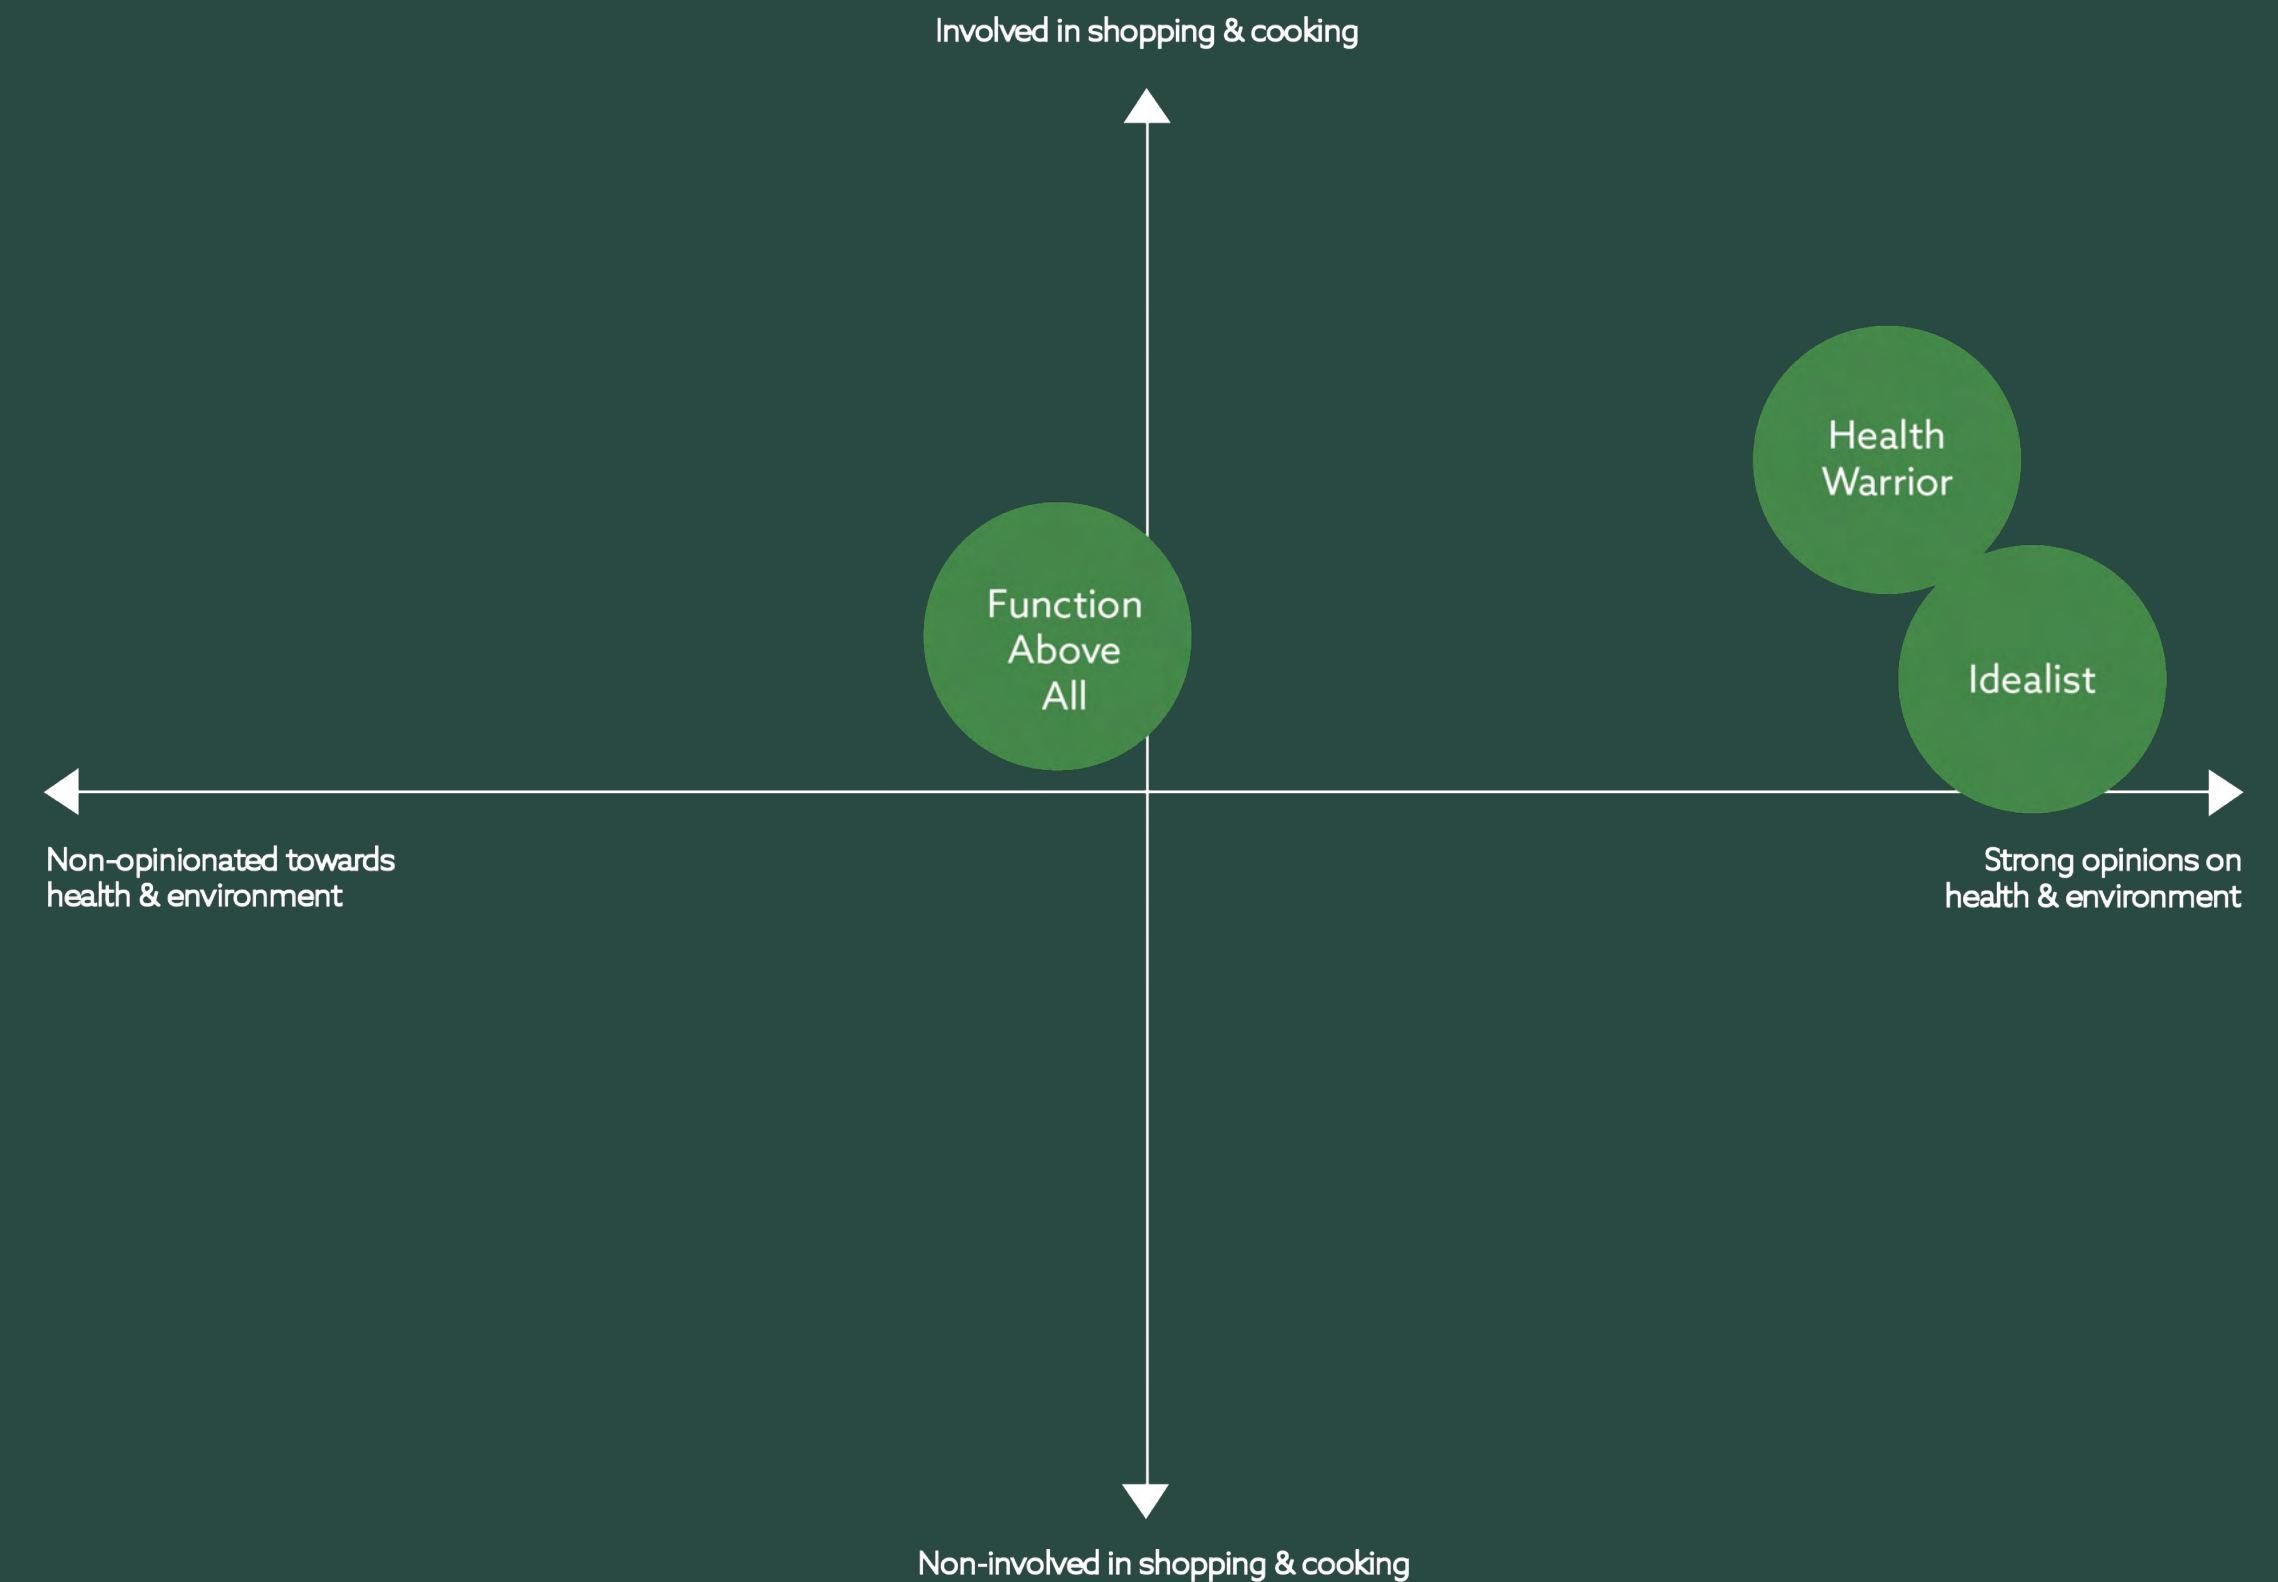 Involved in shopping & cooking
Health
Warrior
Function
Above
All
Idealist
Non-opinionated towards
health & environment
Strong opinions on
health & environment
Non-involved in shopping & cooking